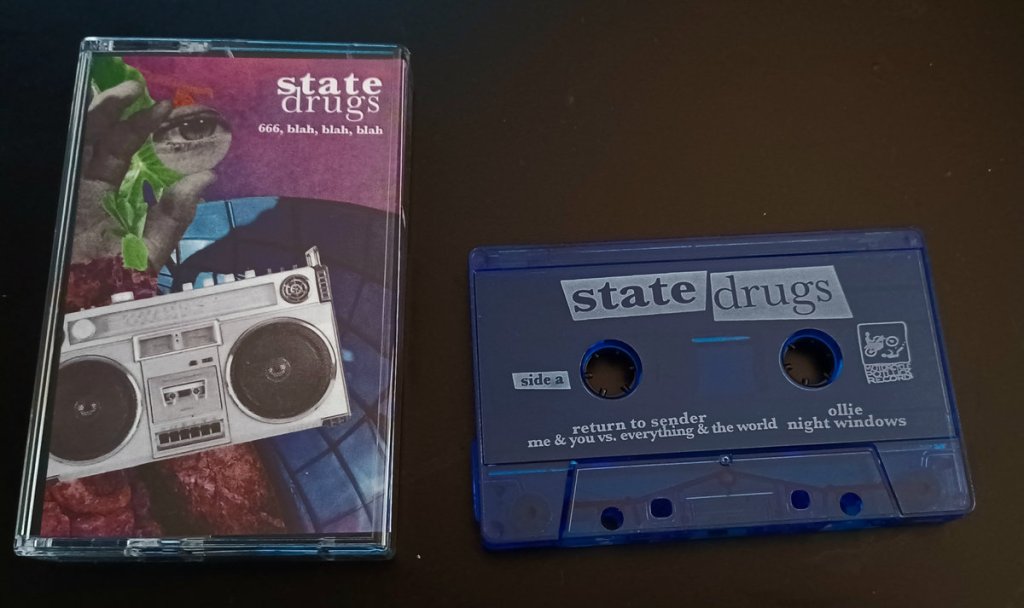 state
drugs
666, blah, blah, blah
state drugs
side a
return to sender
me & you vs. everything & the world
ollie
night windows
RECORDS